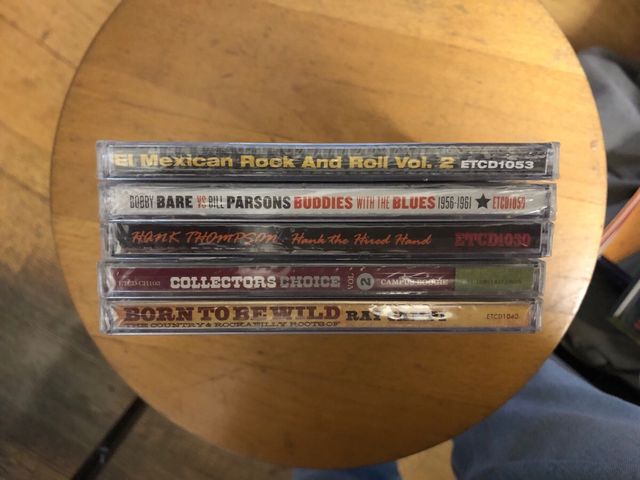 El Mexican Rock And Roll Vol. 2 ETCD1053
BOBBY BARE VS BILL PARSONS BUDDIES WITH THE BLUES 1956-1961 ★ ETCD1059
HANK THOMPSON Hank the Hired Hand ETCD1050
COLLECTORS CHOICE VOL 2 CAMPUS BOOGIE
BORN TO BE WILD RAY ETCD1040
THE COUNTRY & ROCKABILLY ROOTS OF